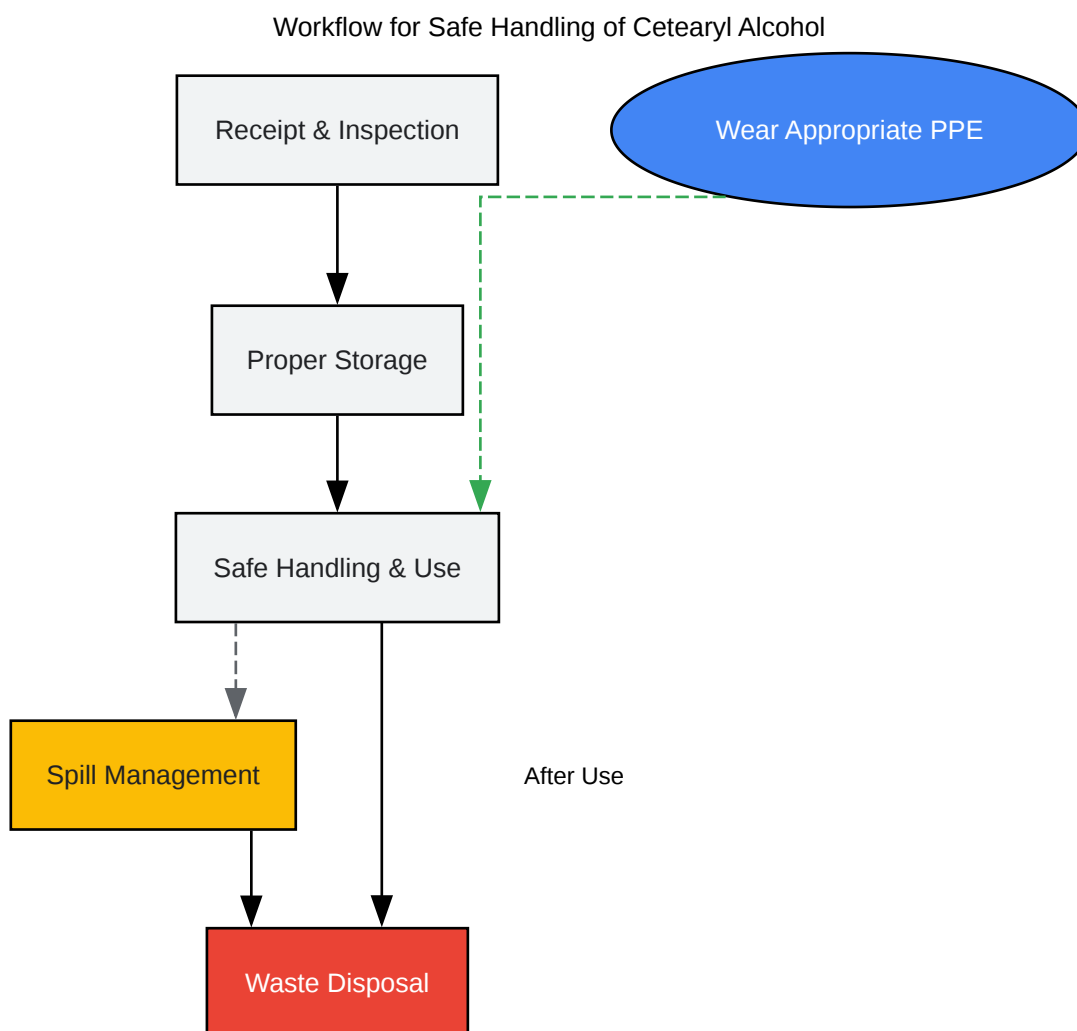 Workflow for Safe Handling of Cetearyl Alcohol
Receipt & Inspection
Wear Appropriate PPE
Proper Storage
Safe Handling & Use
Spill Management
After Use
Waste Disposal